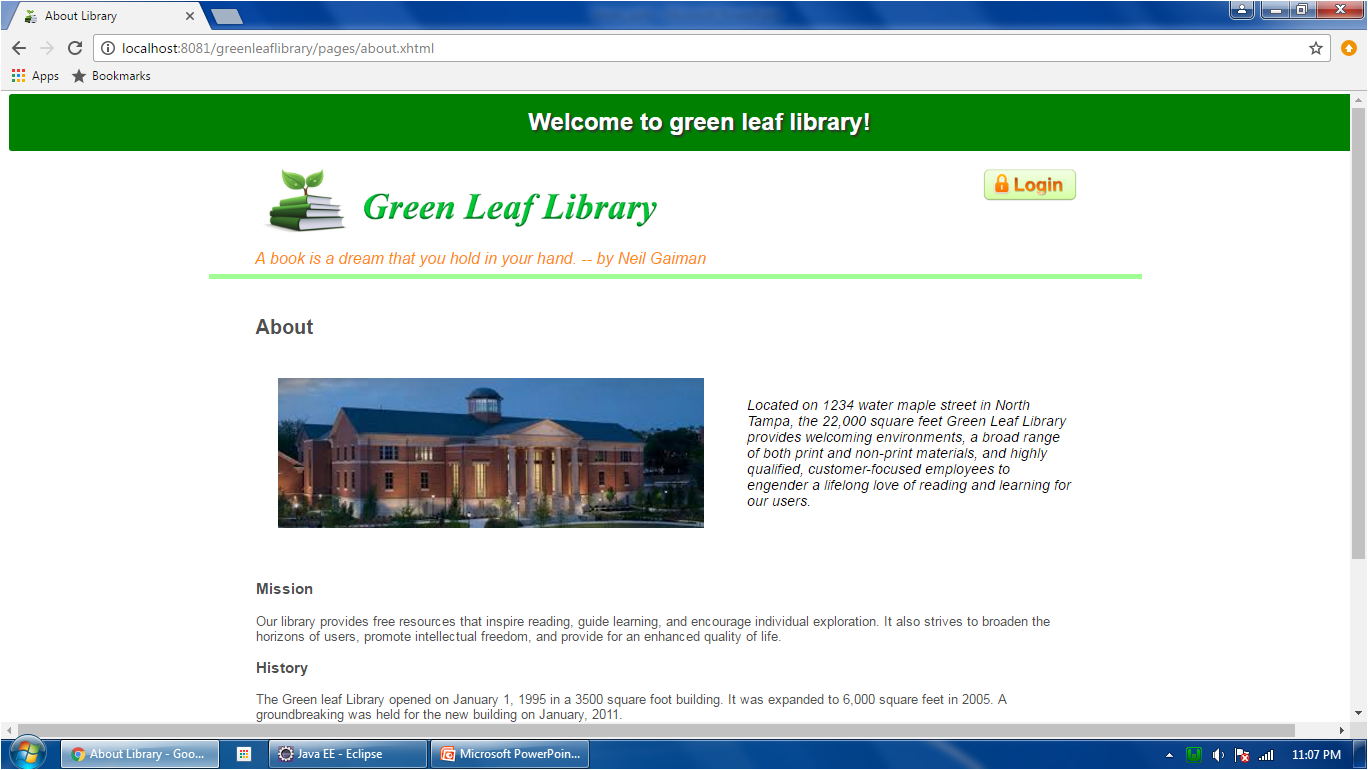 About Library
localhost:8081/greenleaflibrary/pages/about.xhtml
Apps
Bookmarks
Welcome to green leaf library!
Green Leaf Library
Login
A book is a dream that you hold in your hand. -- by Neil Gaiman
About
Located on 1234 water maple street in North
Tampa, the 22,000 square feet Green Leaf Library
provides welcoming environments, a broad range
of both print and non-print materials, and highly
qualified, customer-focused employees to
engender a lifelong love of reading and learning for
our users.
Mission
Our library provides free resources that inspire reading, guide learning, and encourage individual exploration. It also strives to broaden the
horizons of users, promote intellectual freedom, and provide for an enhanced quality of life.
History
The Green leaf Library opened on January 1, 1995 in a 3500 square foot building. It was expanded to 6,000 square feet in 2005. A
groundbreaking was held for the new building on January, 2011.
About Library - Goo...
Java EE - Eclipse
Microsoft PowerPoin...
11:07 PM